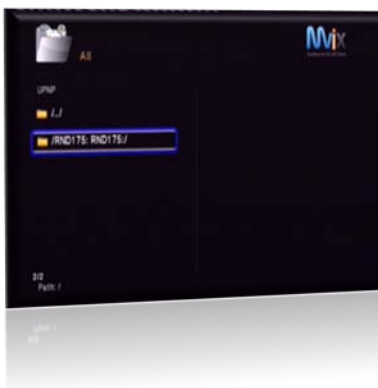 All
Mvix
UPNP
/../
/RND175: RND175:/
2/2
Path: /